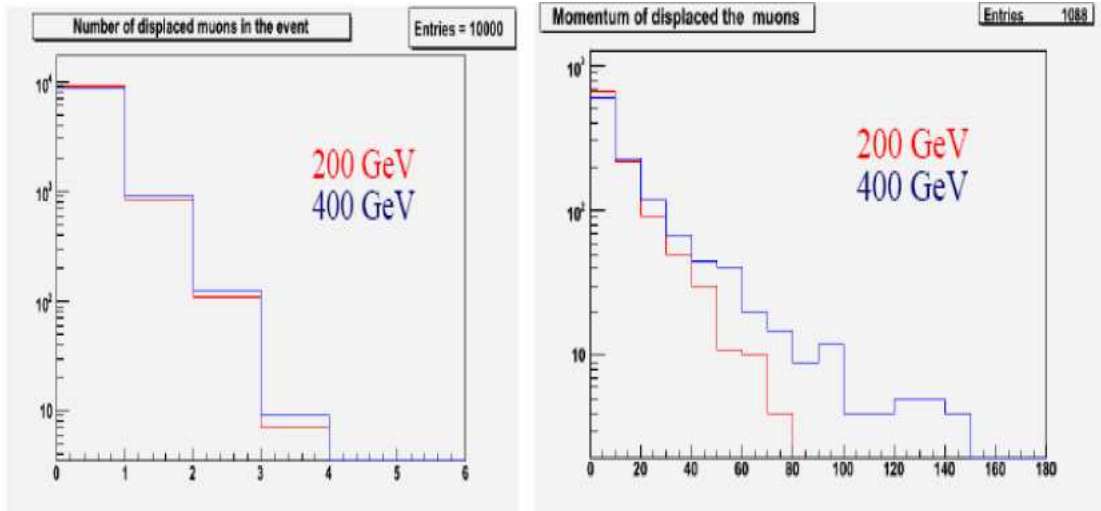 Number of displaced muons in the event
Entries = 10000
10⁴
10³
10²
10
200 GeV
400 GeV
0 1 2 3 4 5 6
Momentum of displaced the muons
Entries 1088
10³
10²
10
200 GeV
400 GeV
0 20 40 60 80 100 120 140 160 180